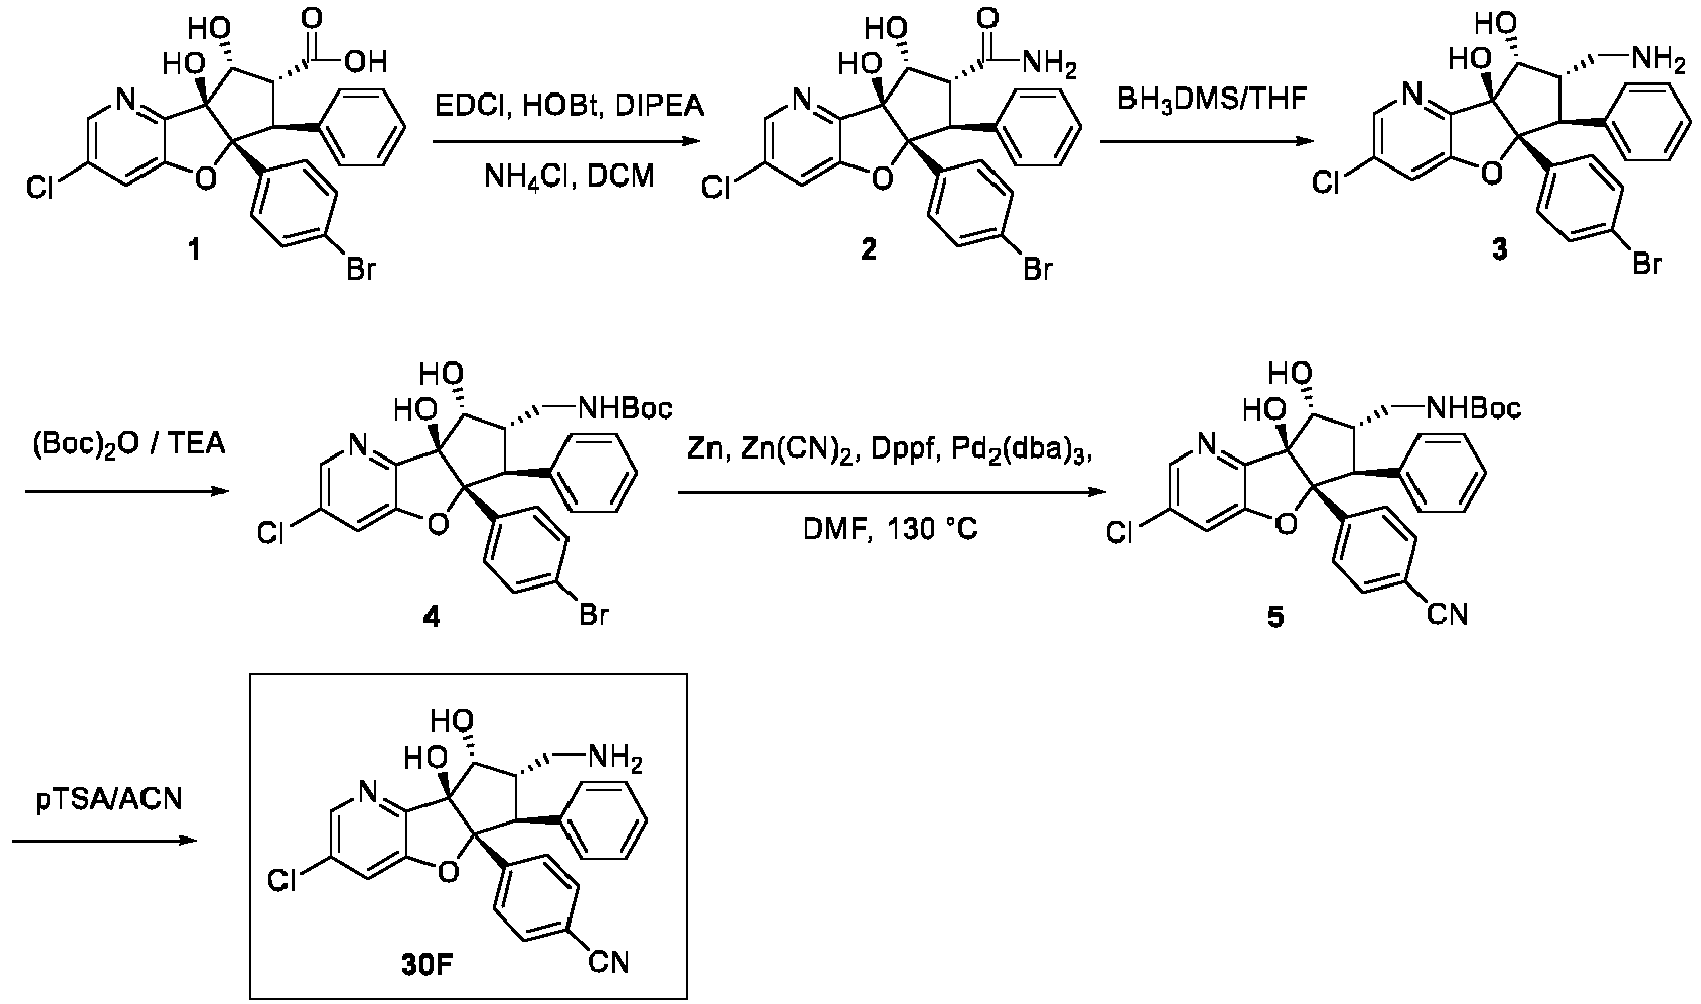 HO
HO
O
OH
N
Cl
O
Br
1
EDCl, HOBt, DIPEA
NH4Cl, DCM
HO
HO
O
NH2
N
Cl
O
Br
2
BH3DMS/THF
HO
HO
NH2
N
Cl
O
Br
3
(Boc)2O / TEA
HO
HO
NHBoc
N
Cl
O
Br
4
Zn, Zn(CN)2, Dppf, Pd2(dba)3,
DMF, 130 °C
HO
HO
NHBoc
N
Cl
O
CN
5
pTSA/ACN
HO
HO
NH2
N
Cl
O
CN
30F